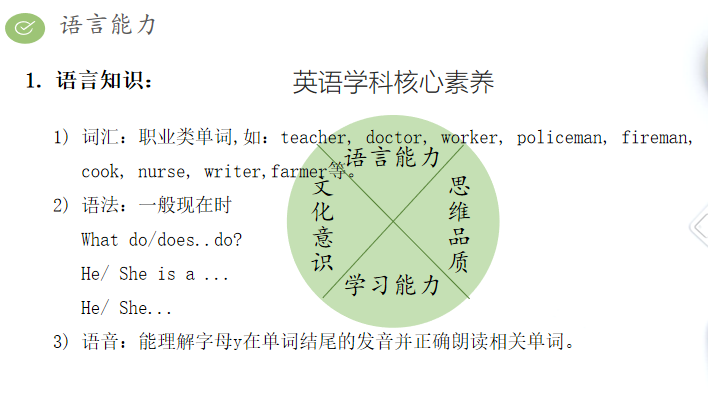 语言能力
1. 语言知识：
英语学科核心素养
1) 词汇：职业类单词,如：teacher, doctor, worker, policeman, fireman,
cook, nurse, writer,farmer等。
2) 语法：一般现在时
What do/does..do?
He/ She is a ...
He/ She...
3) 语音：能理解字母y在单词结尾的发音并正确朗读相关单词。
语言能力
文化意识
思维品质
学习能力